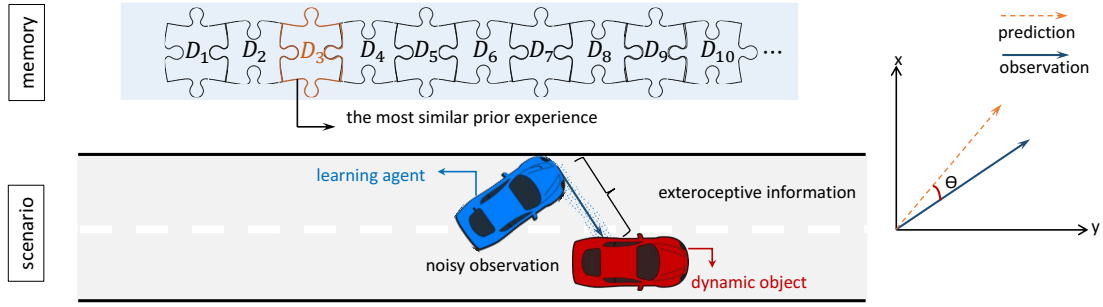 memory
D1 D2 D3 D4 D5 D6 D7 D8 D9 D10 ...
the most similar prior experience
scenario
learning agent
exteroceptive information
noisy observation
dynamic object
prediction
observation
x
Θ
y